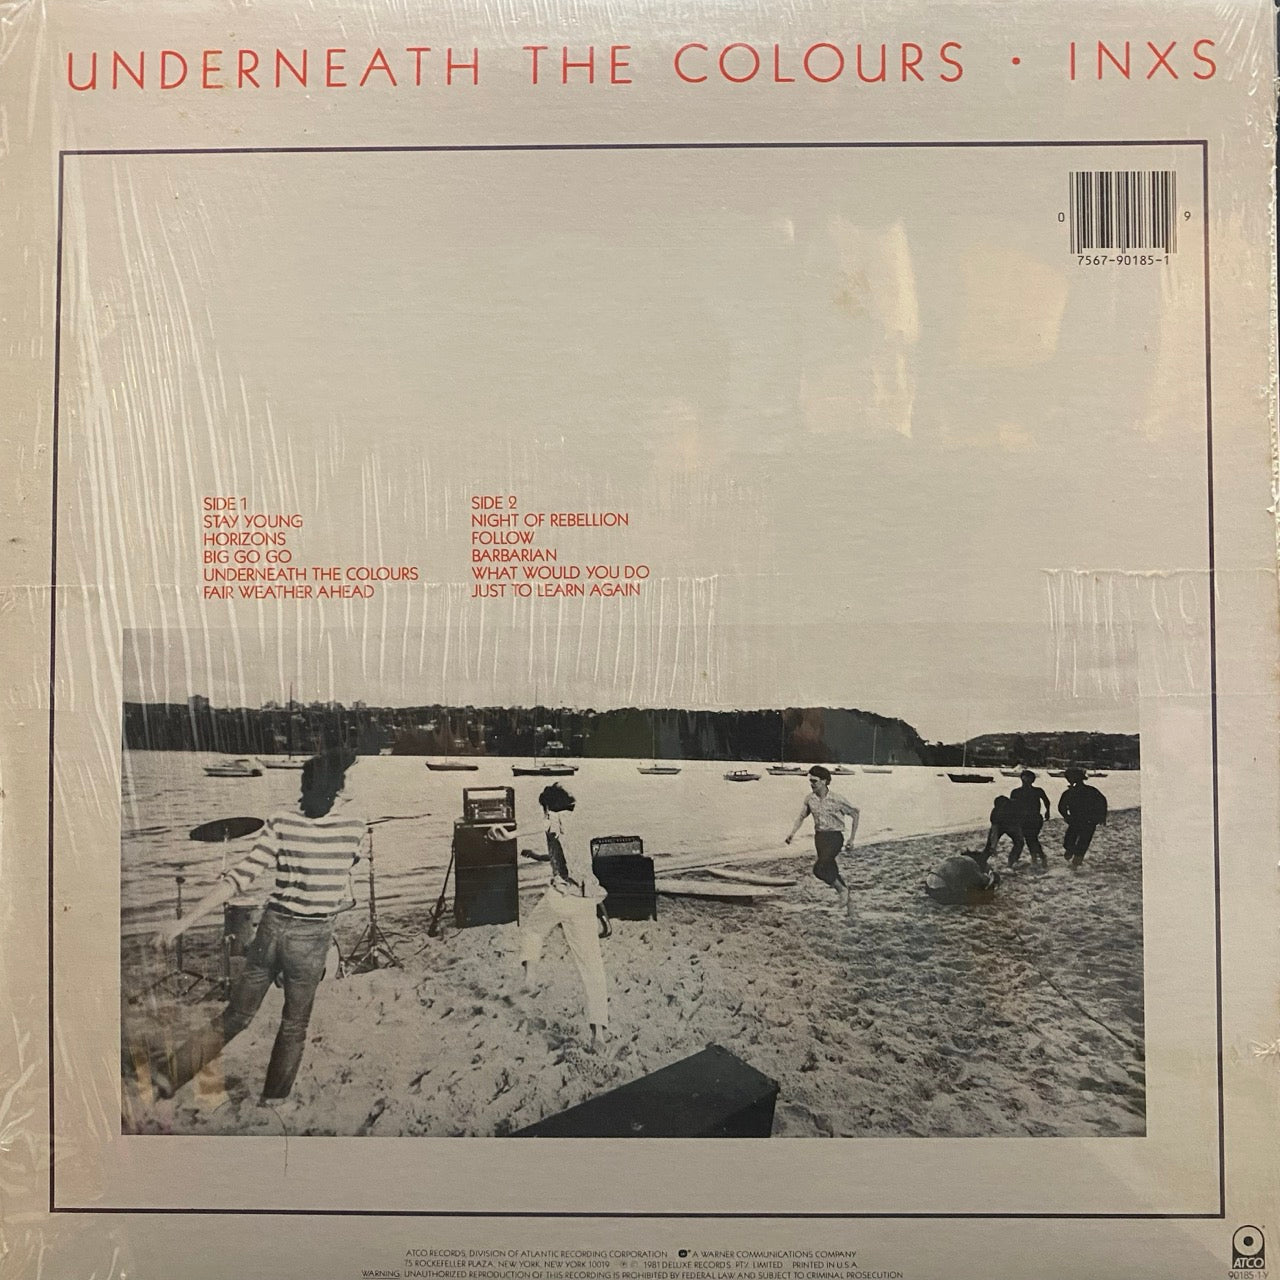 UNDERNEATH THE COLOURS • INXS
0 9
7567-90185-1
SIDE 1
STAY YOUNG
HORIZONS
BIG GO GO
UNDERNEATH THE COLOURS
FAIR WEATHER AHEAD
SIDE 2
NIGHT OF REBELLION
FOLLOW
BARBARIAN
WHAT WOULD YOU DO
JUST TO LEARN AGAIN
ATCO RECORDS, DIVISION OF ATLANTIC RECORDING CORPORATION A WARNER COMMUNICATIONS COMPANY
75 ROCKEFELLER PLAZA, NEW YORK, NEW YORK 10019 ℗ © 1981 DELUXE RECORDS, PTY. LIMITED PRINTED IN U.S.A.
WARNING: UNAUTHORIZED REPRODUCTION OF THIS RECORDING IS PROHIBITED BY FEDERAL LAW AND SUBJECT TO CRIMINAL PROSECUTION
ATCO
90185-1-Y